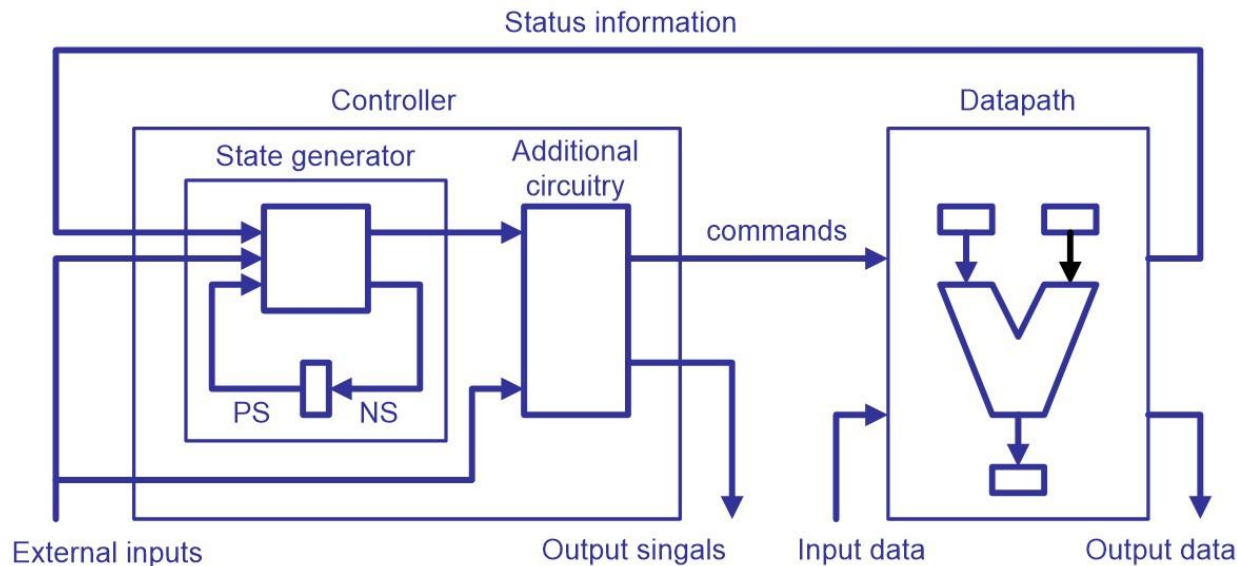 Status information
Controller
Datapath
State generator
Additional
circuitry
commands
PS
NS
External inputs
Output singals
Input data
Output data